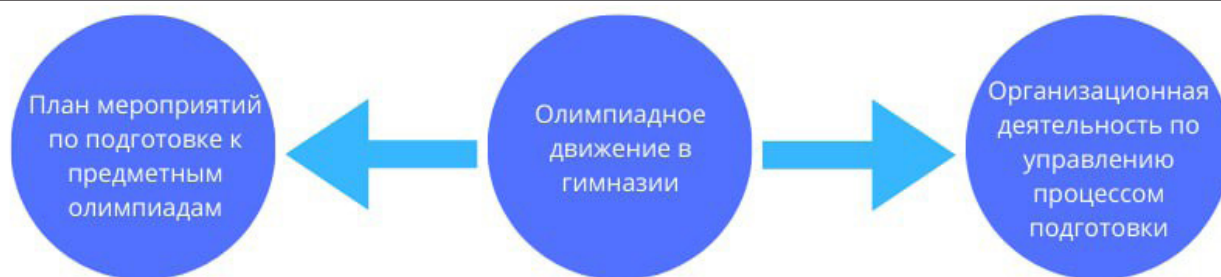 План мероприятий
по подготовке к
предметным
олимпиадам
Олимпиадное
движение в
гимназии
Организационная
деятельность по
управлению
процессом
подготовки